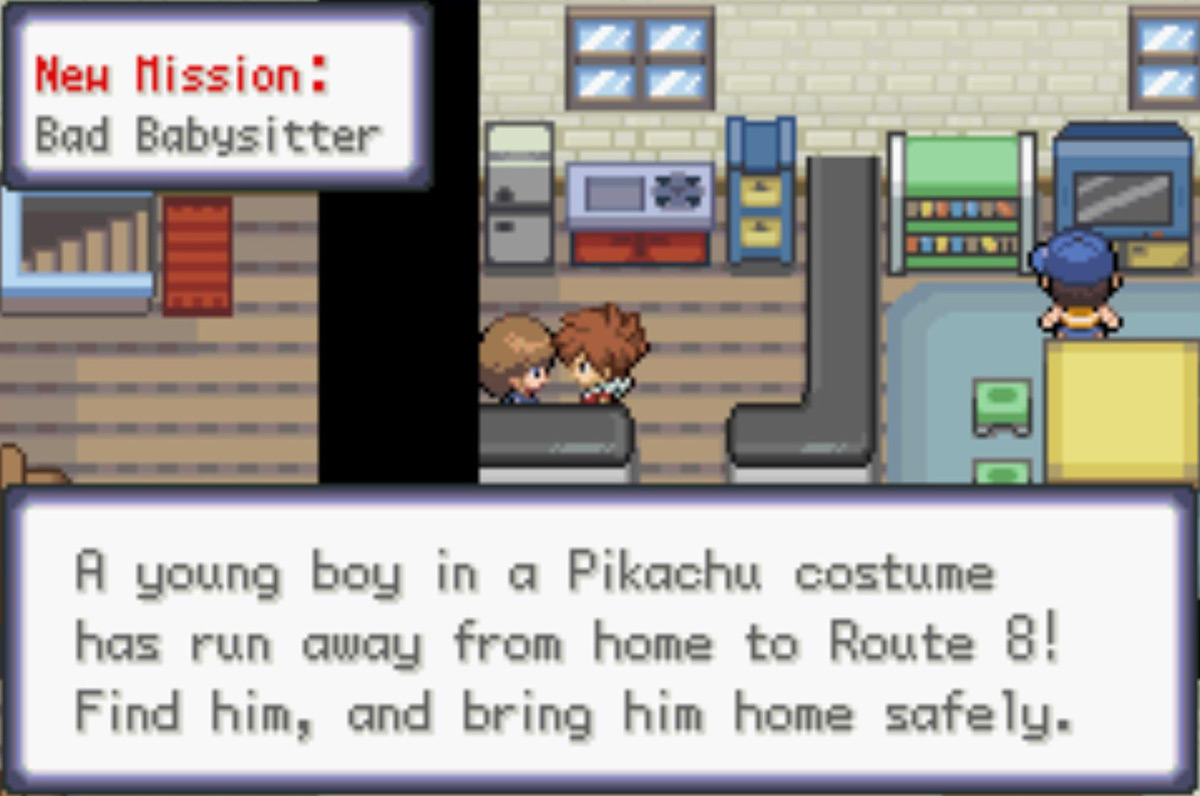 New Mission:
Bad Babysitter
A young boy in a Pikachu costume
has run away from home to Route 8!
Find him, and bring him home safely.